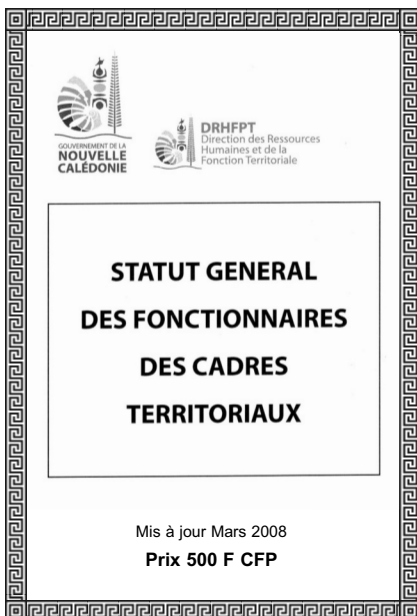 GOUVERNEMENT DE LA
NOUVELLE
CALÉDONIE
DRHFPT
Direction des Ressources
Humaines et de la
Fonction Territoriale
STATUT GENERAL
DES FONCTIONNAIRES
DES CADRES
TERRITORIAUX
Mis à jour Mars 2008
Prix 500 F CFP